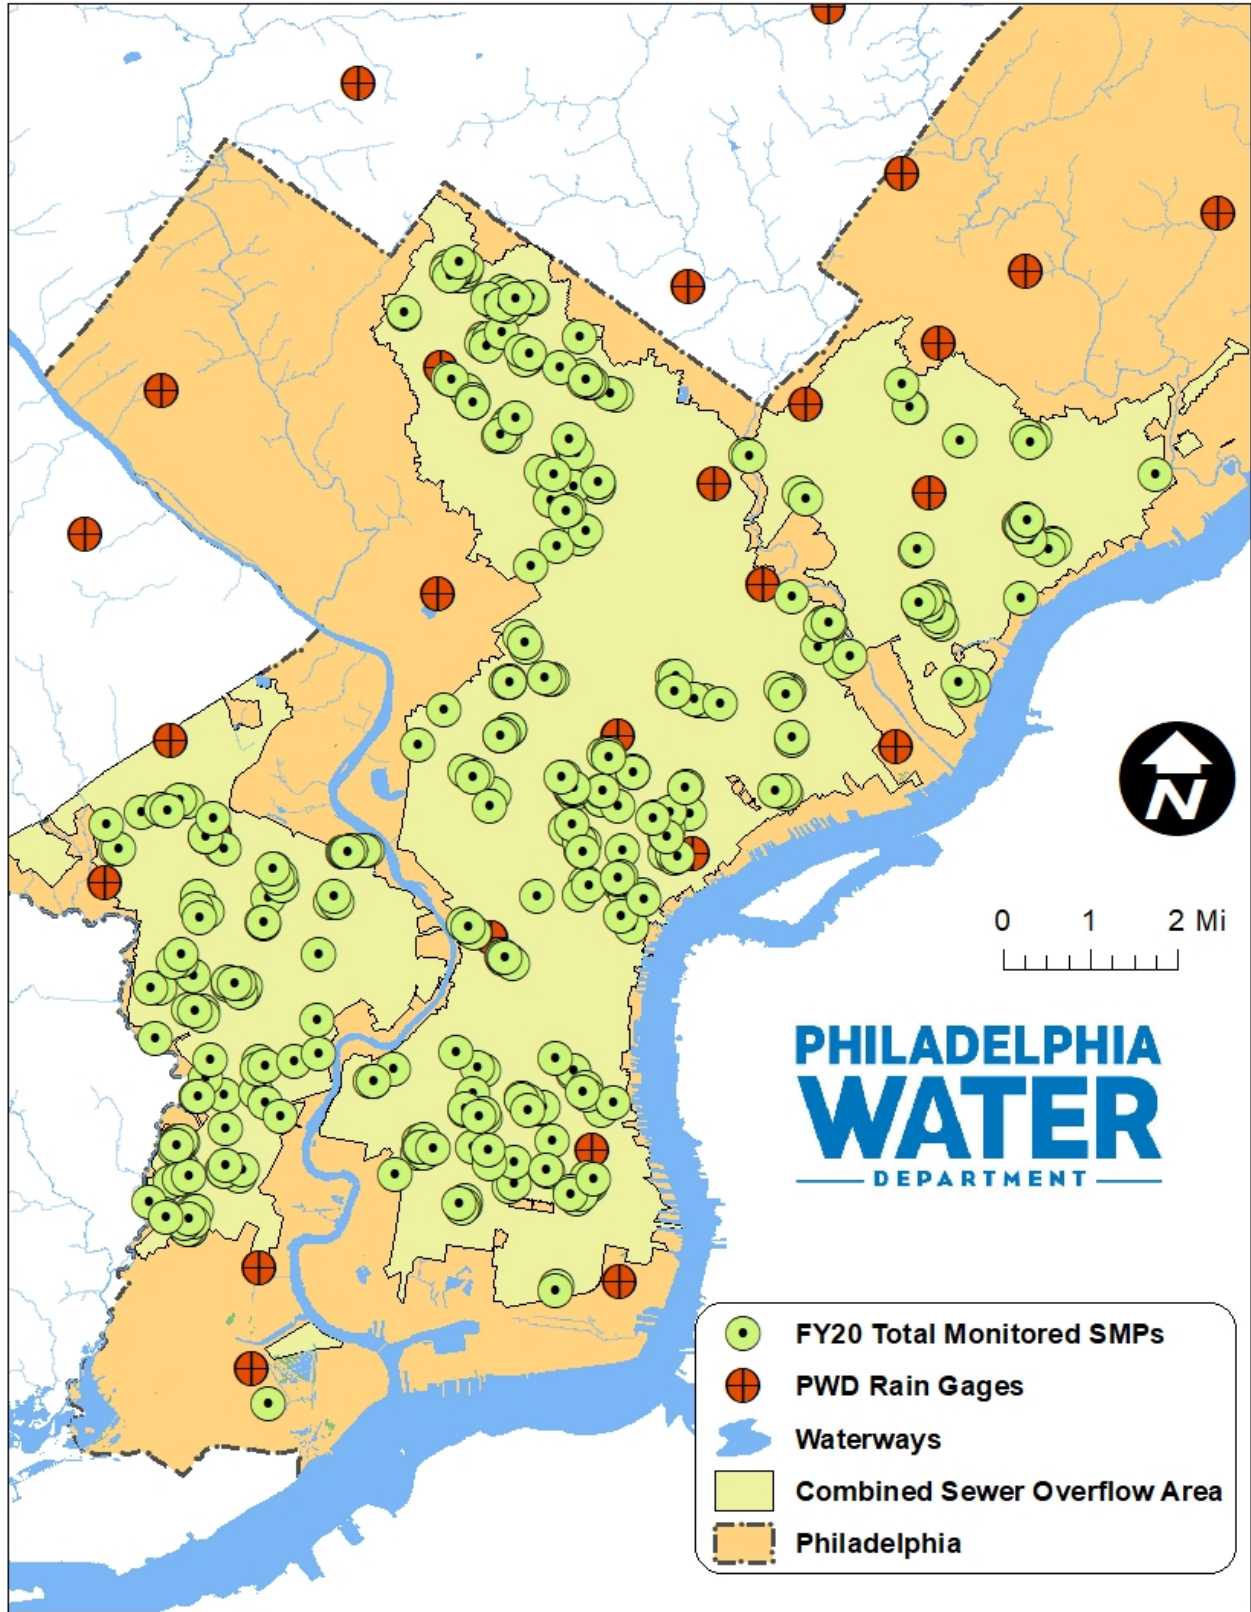 N
0 1 2 Mi
PHILADELPHIA
WATER
DEPARTMENT
FY20 Total Monitored SMPs
PWD Rain Gages
Waterways
Combined Sewer Overflow Area
Philadelphia